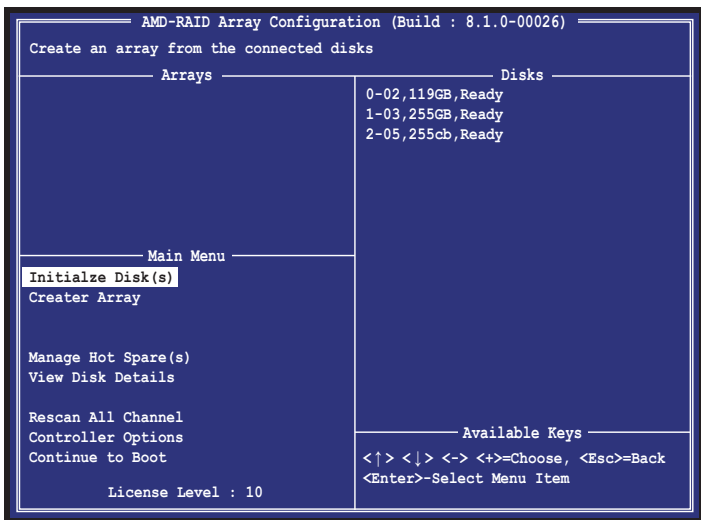 AMD-RAID Array Configuration (Build : 8.1.0-00026)
Create an array from the connected disks
Arrays
Disks
0-02,119GB,Ready
1-03,255GB,Ready
2-05,255cb,Ready
Main Menu
Initialze Disk(s)
Creater Array
Manage Hot Spare(s)
View Disk Details
Rescan All Channel
Controller Options
Continue to Boot
License Level : 10
Available Keys
<↑> <↓> <-> <+>=Choose, <Esc>=Back
<Enter>-Select Menu Item